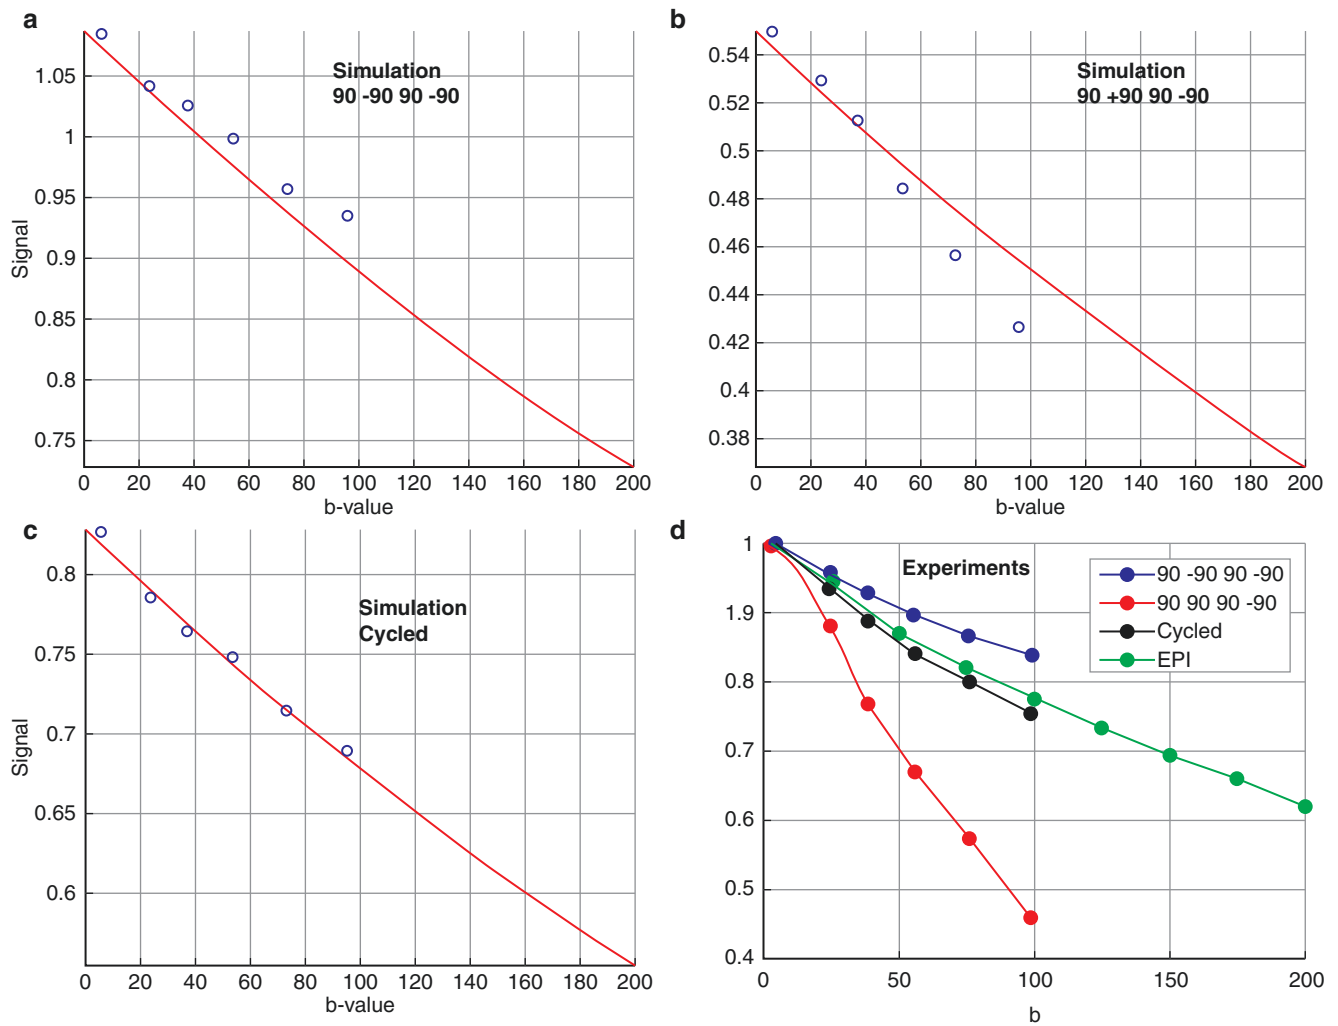 a
Simulation
90 -90 90 -90
1.05
1
0.95
0.9
0.85
0.8
0.75
Signal
0 20 40 60 80 100 120 140 160 180 200
b-value
b
Simulation
90 +90 90 -90
0.54
0.52
0.5
0.48
0.46
0.44
0.42
0.4
0.38
0 20 40 60 80 100 120 140 160 180 200
b-value
c
Simulation
Cycled
0.8
0.75
0.7
0.65
0.6
Signal
0 20 40 60 80 100 120 140 160 180 200
b-value
d
Experiments
90 -90 90 -90
90 90 90 -90
Cycled
EPI
1
1.9
0.8
0.7
0.6
0.5
0.4
0 50 100 150 200
b